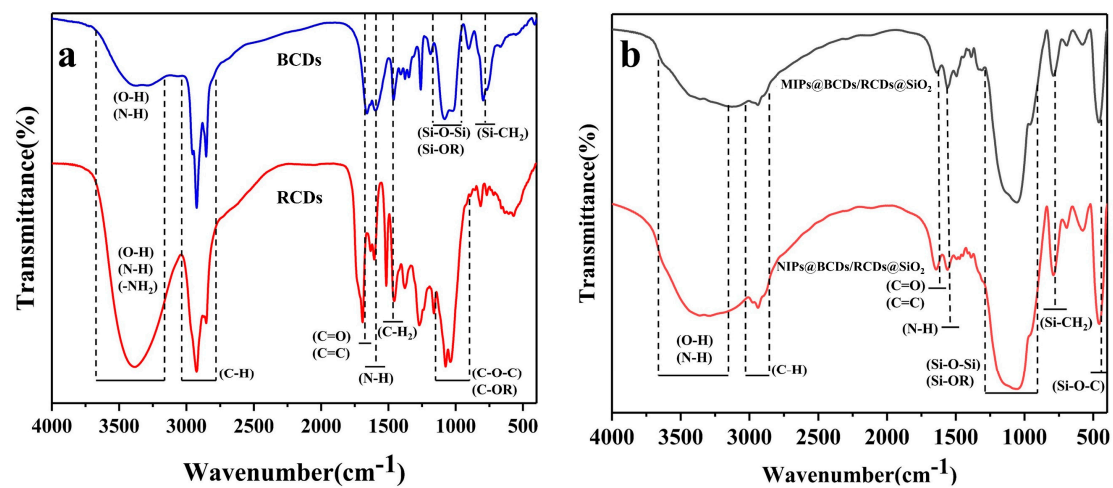 a
BCDs
(O-H)
(N-H)
(Si-O-Si)
(Si-OR)
(Si-CH2)
RCDs
(O-H)
(N-H)
(-NH2)
(C=O)
(C=C)
(C-H2)
(N-H)
(C-H)
(C-O-C)
(C-OR)
Transmittance(%)
4000 3500 3000 2500 2000 1500 1000 500
Wavenumber(cm-1)
b
MIPs@BCDs/RCDs@SiO2
NIPs@BCDs/RCDs@SiO2
(C=O)
(C=C)
(N-H)
(Si-CH2)
(O-H)
(N-H)
(C-H)
(Si-O-Si)
(Si-OR)
(Si-O-C)
Transmittance(%)
4000 3500 3000 2500 2000 1500 1000 500
Wavenumber(cm-1)